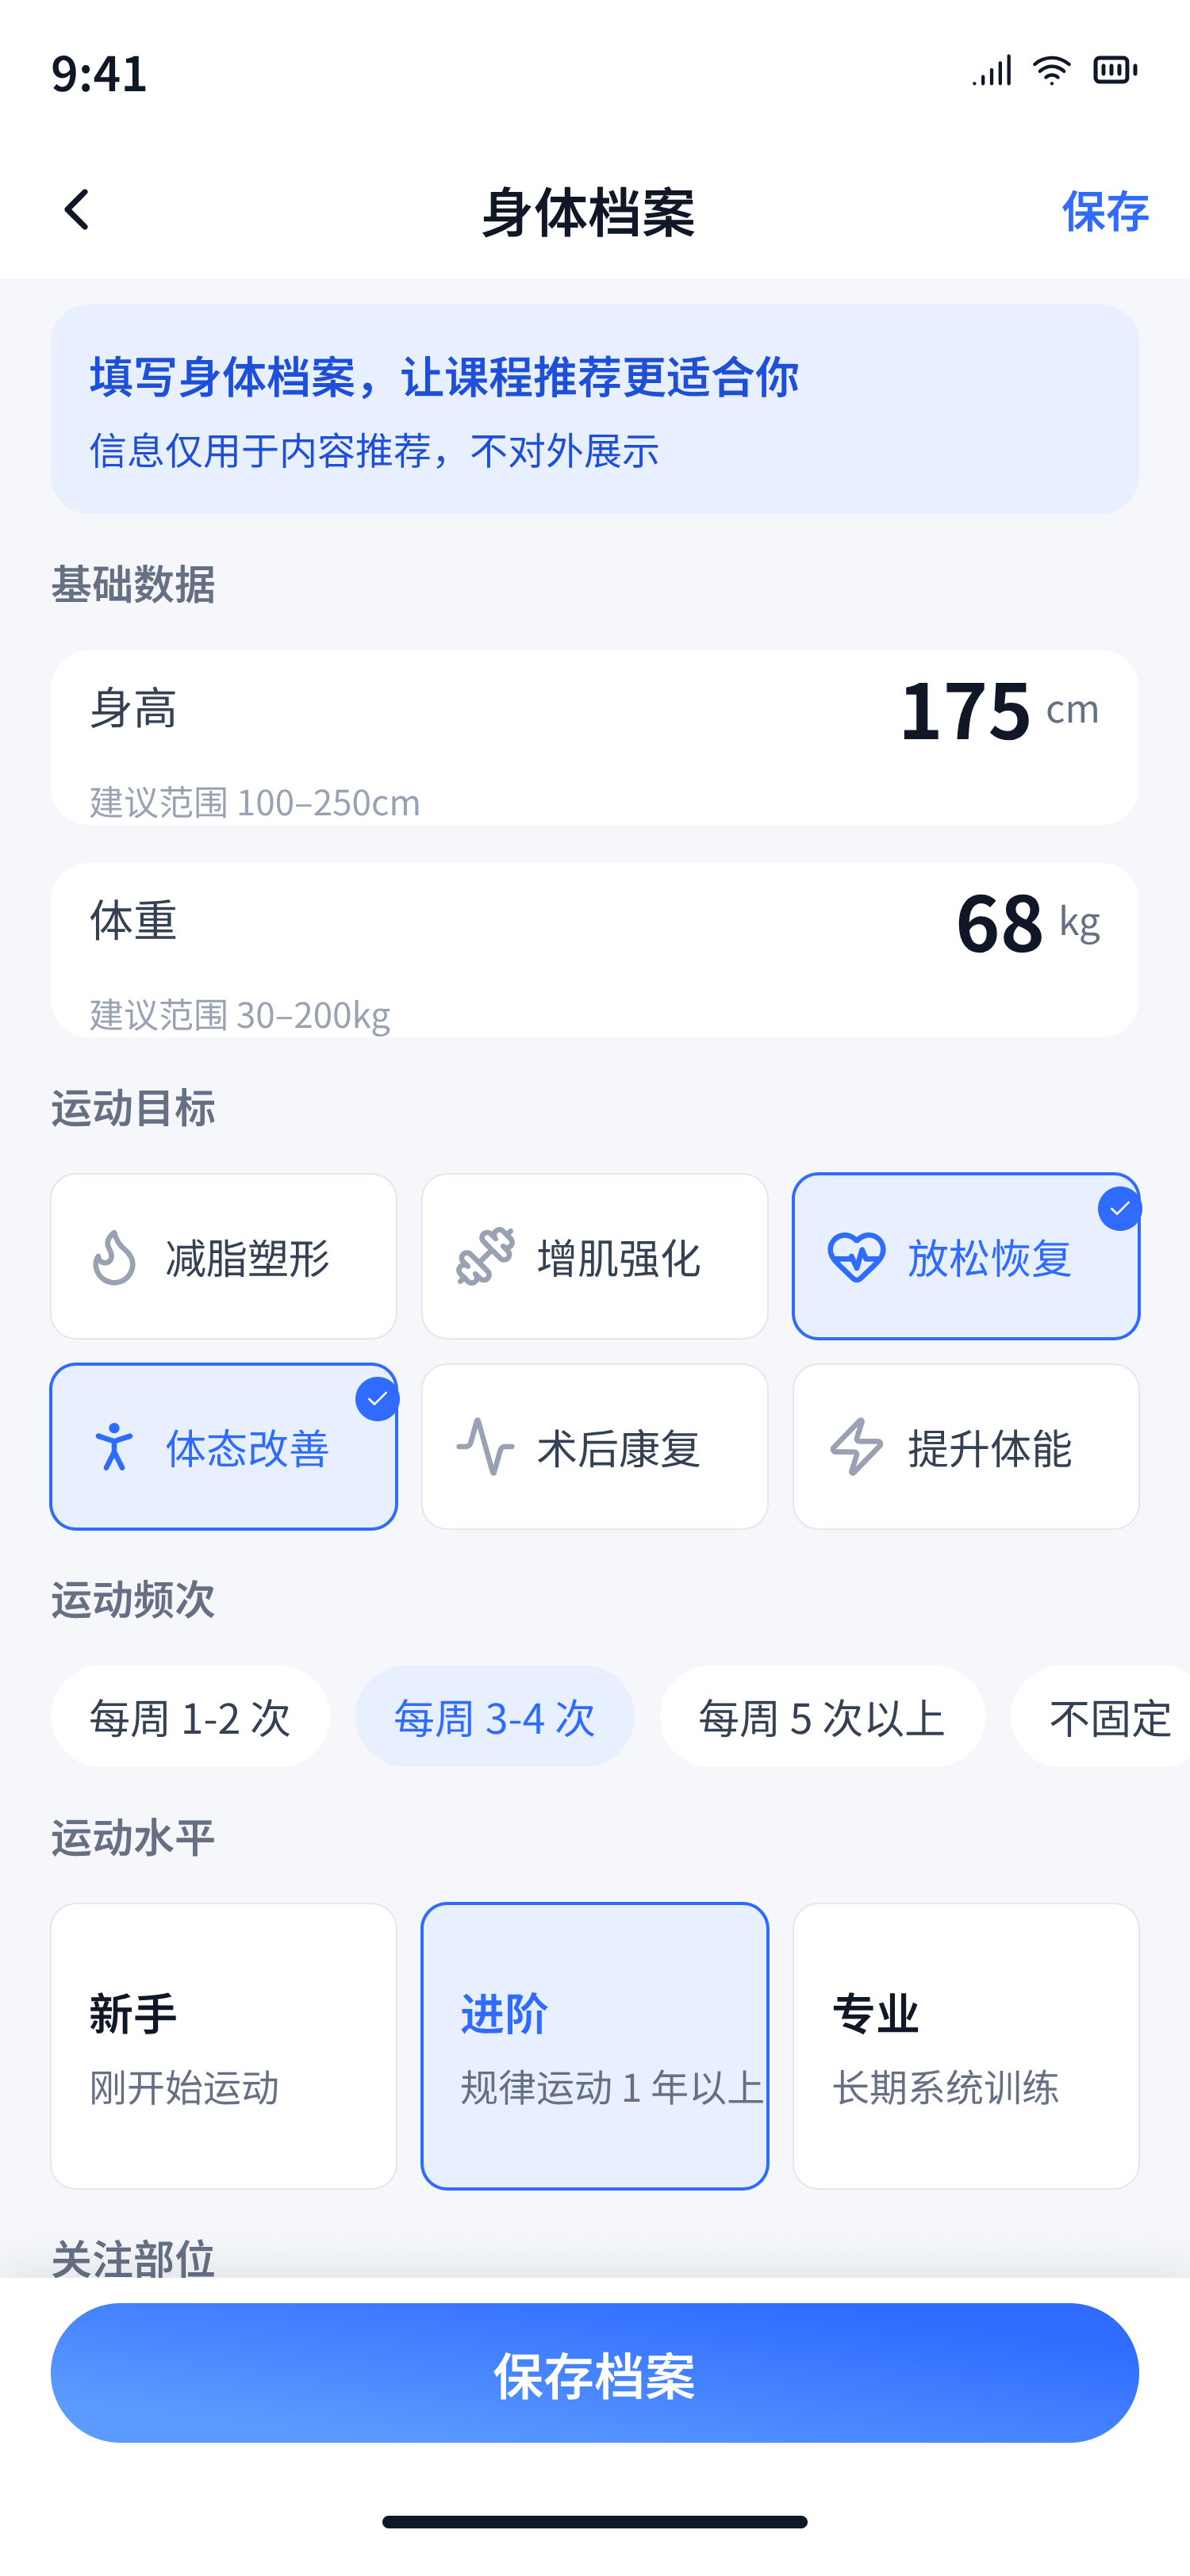 9:41
身体档案
保存
填写身体档案，让课程推荐更适合你
信息仅用于内容推荐，不对外展示
基础数据
身高
175 cm
建议范围 100–250cm
体重
68 kg
建议范围 30–200kg
运动目标
减脂塑形
增肌强化
放松恢复
体态改善
术后康复
提升体能
运动频次
每周 1-2 次
每周 3-4 次
每周 5 次以上
不固定
运动水平
新手
刚开始运动
进阶
规律运动 1 年以上
专业
长期系统训练
关注部位
保存档案